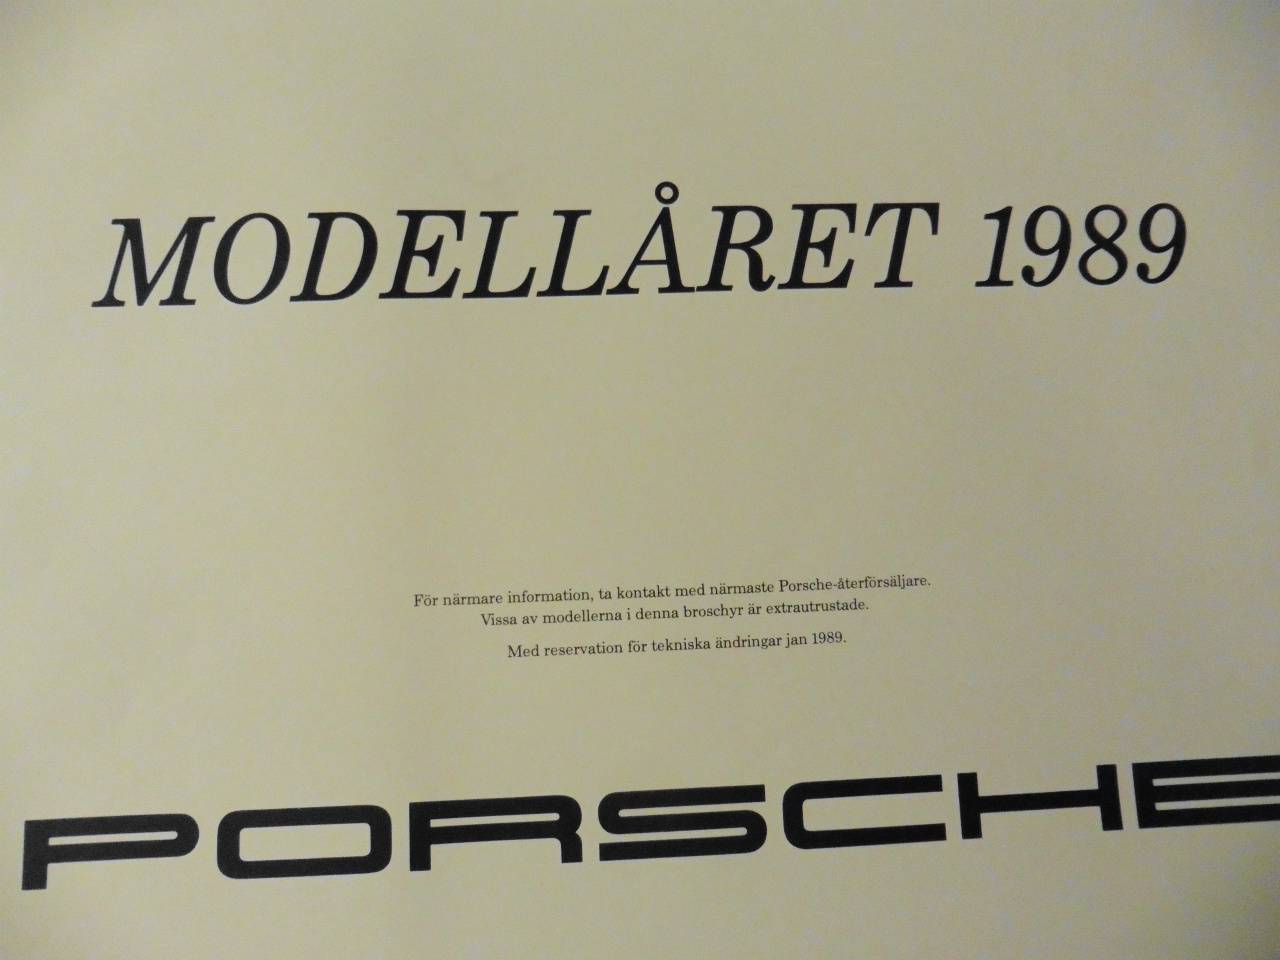 MODELLÅRET 1989
För närmare information, ta kontakt med närmaste Porsche-återförsäljare.
Vissa av modellerna i denna broschyr är extrautrustade.
Med reservation för tekniska ändringar jan 1989.
PORSCHE